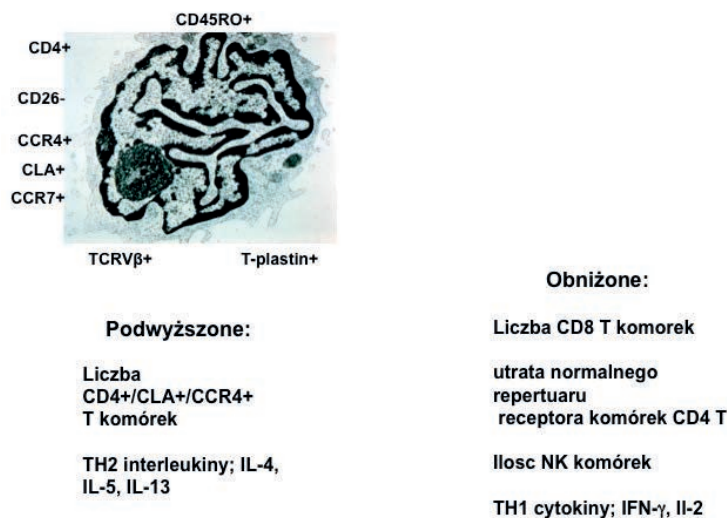 CD45RO+
CD4+
CD26-
CCR4+
CLA+
CCR7+
TCRVβ+ T-plastin+
Podwyższone:
Liczba
CD4+/CLA+/CCR4+
T komórek
TH2 interleukiny; IL-4,
IL-5, IL-13
Obniżone:
Liczba CD8 T komorek
utrata normalnego
repertuaru
receptora komórek CD4 T
Ilosc NK komórek
TH1 cytokiny; IFN-γ, Il-2